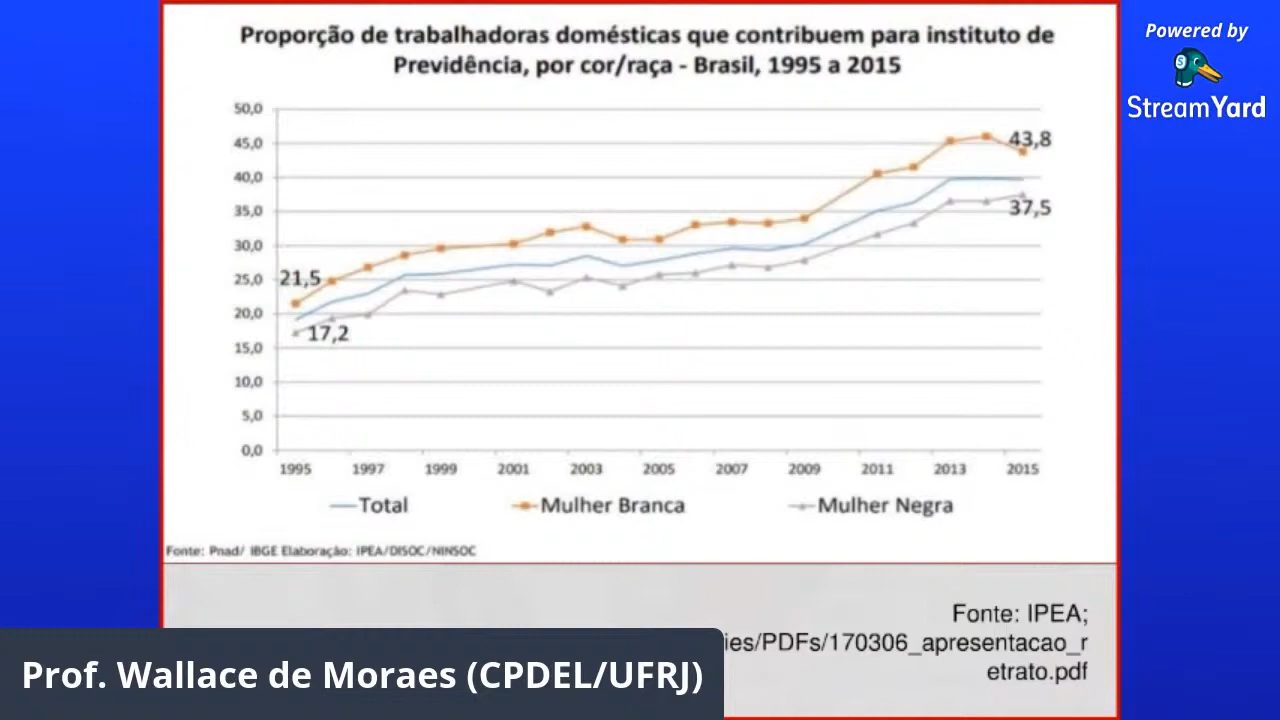 Proporção de trabalhadoras domésticas que contribuem para instituto de
Previdência, por cor/raça - Brasil, 1995 a 2015
Powered by
StreamYard
50,0
45,0
40,0
35,0
30,0
25,0
20,0
15,0
10,0
5,0
0,0
21,5
17,2
43,8
37,5
1995 1997 1999 2001 2003 2005 2007 2009 2011 2013 2015
Total Mulher Branca Mulher Negra
Fonte: Pnad/ IBGE Elaboração: IPEA/DISOC/NINSOC
Fonte: IPEA;
ies/PDFs/170306_apresentacao_r
etrato.pdf
Prof. Wallace de Moraes (CPDEL/UFRJ)